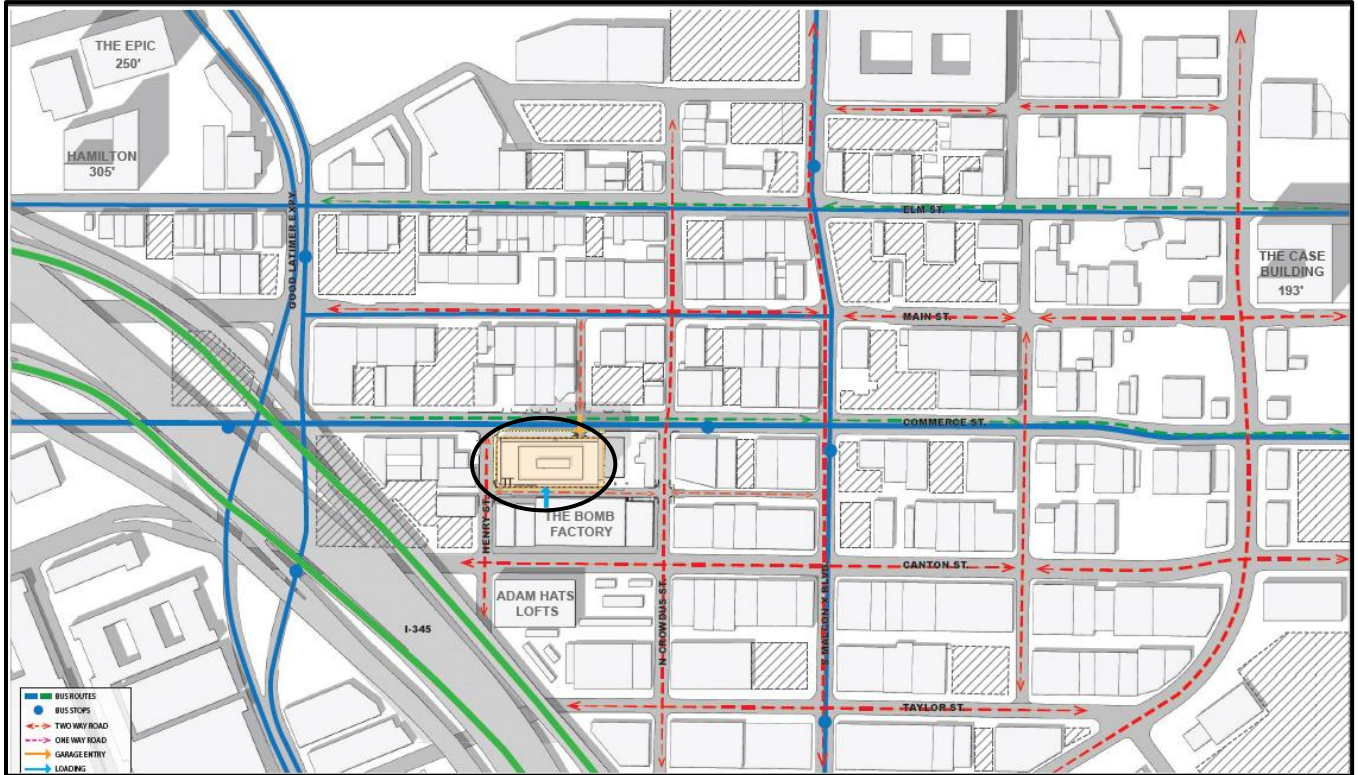 THE EPIC
250'
HAMILTON
305'
GOOD LATIMER EXPY
ELM ST.
THE CASE
BUILDING
193'
MAIN ST.
COMMERCE ST.
HENRY ST.
THE BOMB
FACTORY
CANTON ST.
ADAM HATS
LOFTS
I-345
N CROWDUS ST.
S MALCON X BLVD.
TAYLOR ST.
BUS ROUTES
BUS STOPS
TWO WAY ROAD
ONE WAY ROAD
GARAGE ENTRY
LOADING